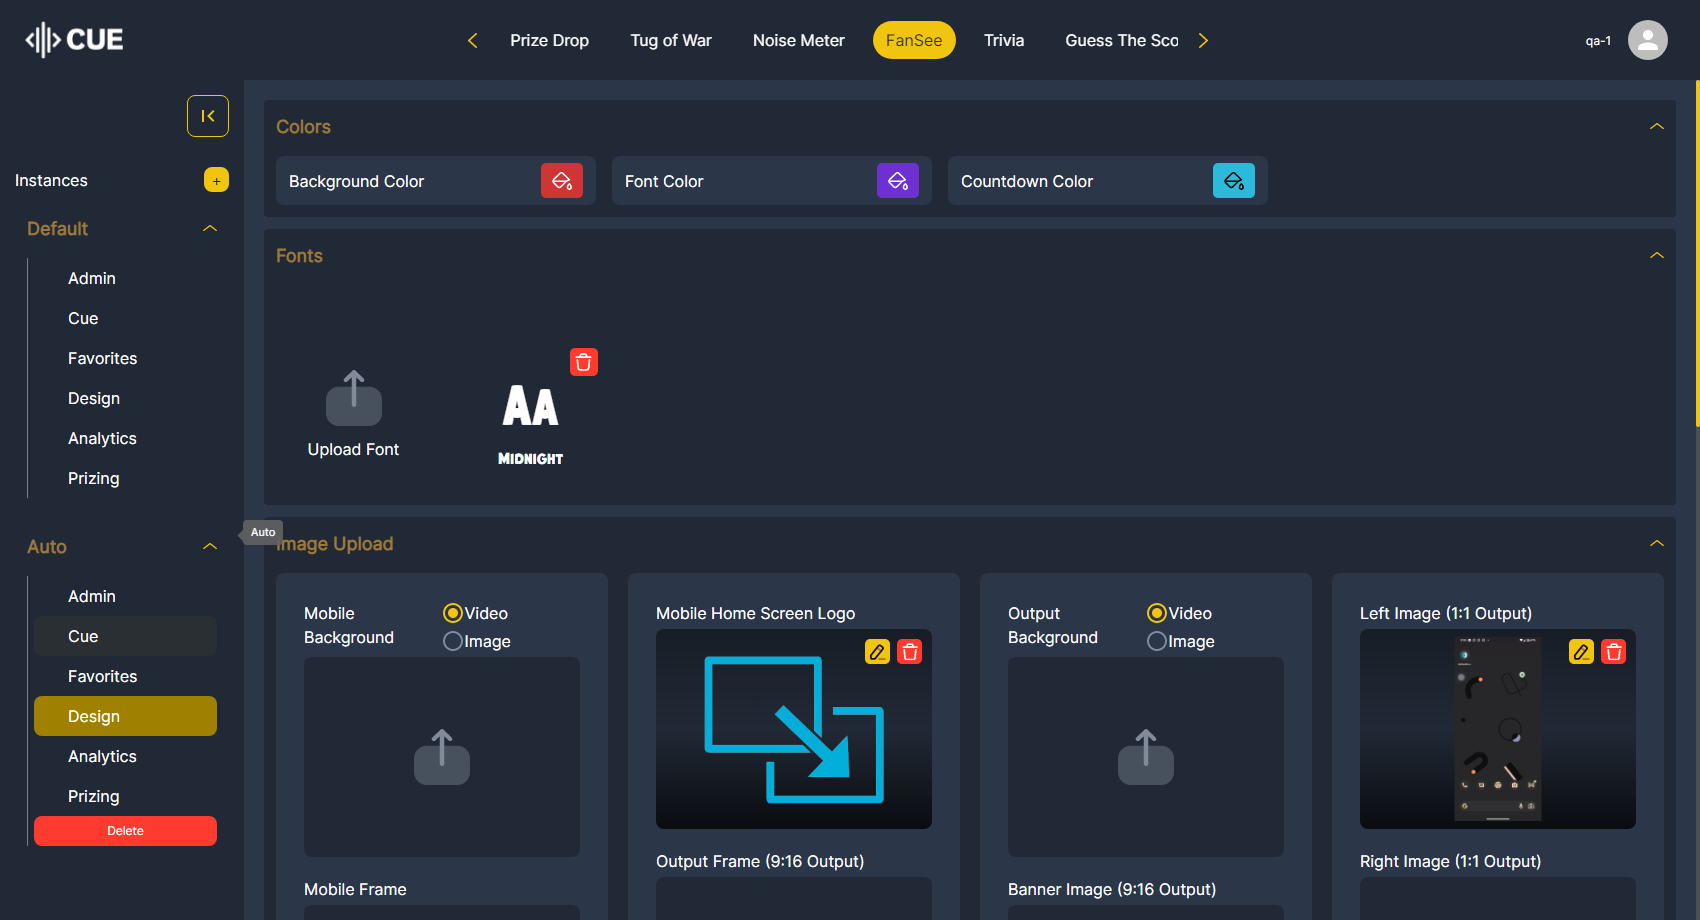 CUE
Prize Drop
Tug of War
Noise Meter
FanSee
Trivia
Guess The Sco
qa-1
Instances
+
Default
Admin
Cue
Favorites
Design
Analytics
Prizing
Auto
Admin
Cue
Favorites
Design
Analytics
Prizing
Delete
Auto
Colors
Background Color
Font Color
Countdown Color
Fonts
Upload Font
AA
MIDNIGHT
Image Upload
Mobile
Background
Video
Image
Mobile Frame
Mobile Home Screen Logo
Output Frame (9:16 Output)
Output
Background
Video
Image
Banner Image (9:16 Output)
Left Image (1:1 Output)
Right Image (1:1 Output)